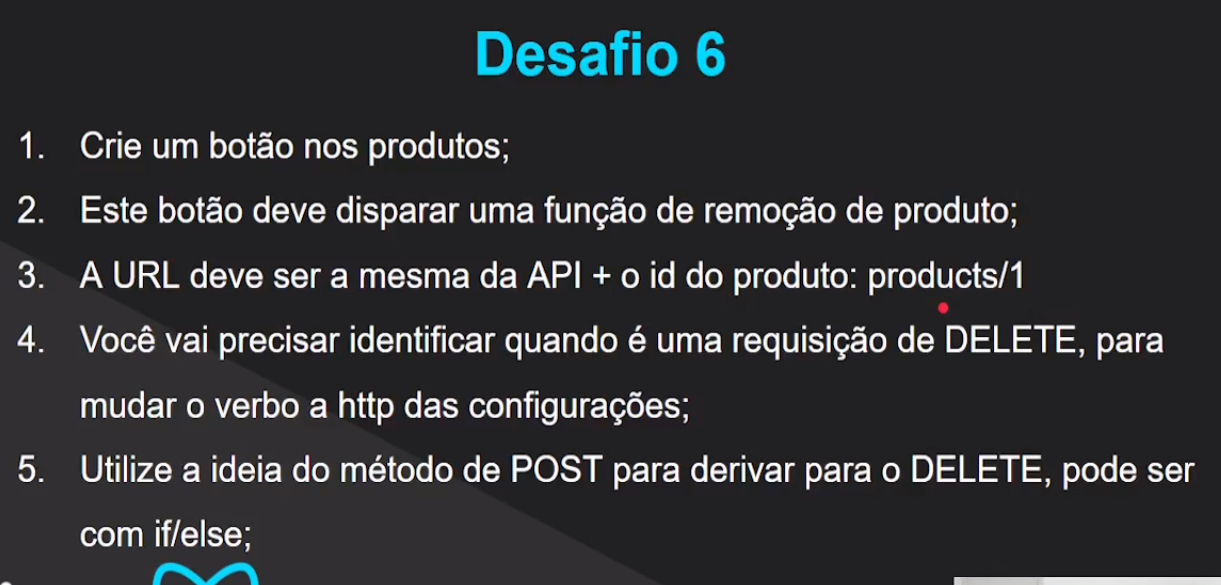 Desafio 6
1. Crie um botão nos produtos;
2. Este botão deve disparar uma função de remoção de produto;
3. A URL deve ser a mesma da API + o id do produto: products/1
4. Você vai precisar identificar quando é uma requisição de DELETE, para
mudar o verbo a http das configurações;
5. Utilize a ideia do método de POST para derivar para o DELETE, pode ser
com if/else;